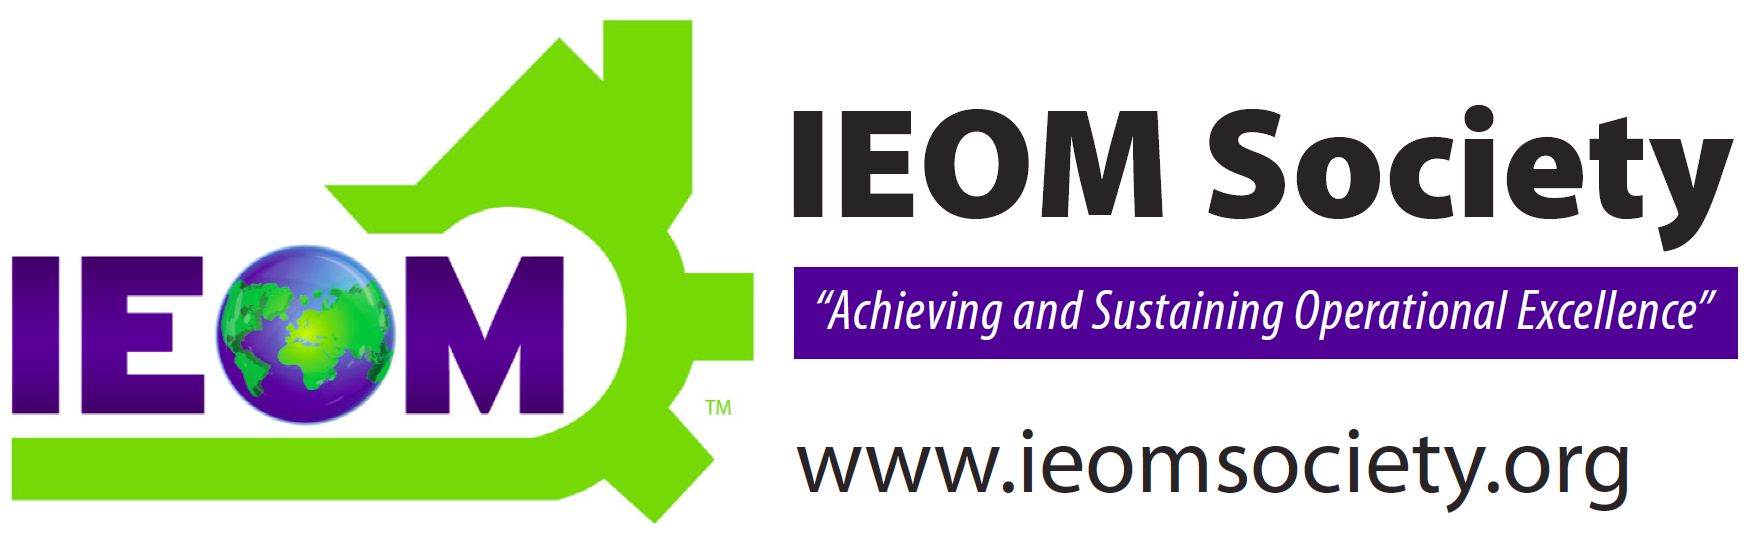 IEOM
TM
IEOM Society
“Achieving and Sustaining Operational Excellence”
www.ieomsociety.org